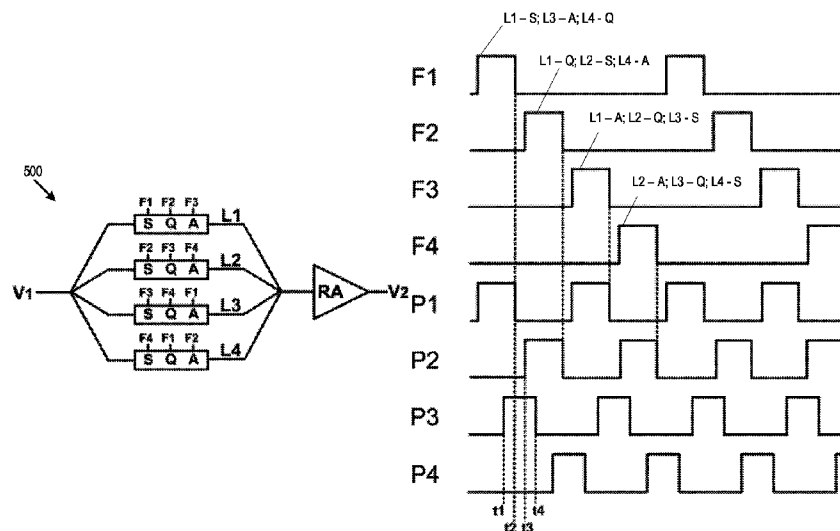 L1 – S; L3 – A; L4 - Q
F1
L1 – Q; L2 – S; L4 - A
F2
L1 – A; L2 – Q; L3 - S
F3
L2 – A; L3 – Q; L4 - S
F4
500
F1 F2 F3
S Q A L1
F2 F3 F4
S Q A L2
V1 RA V2
F3 F4 F1
S Q A L3
F4 F1 F2
S Q A L4
P1
P2
P3
P4
t1 t4
t2 t3